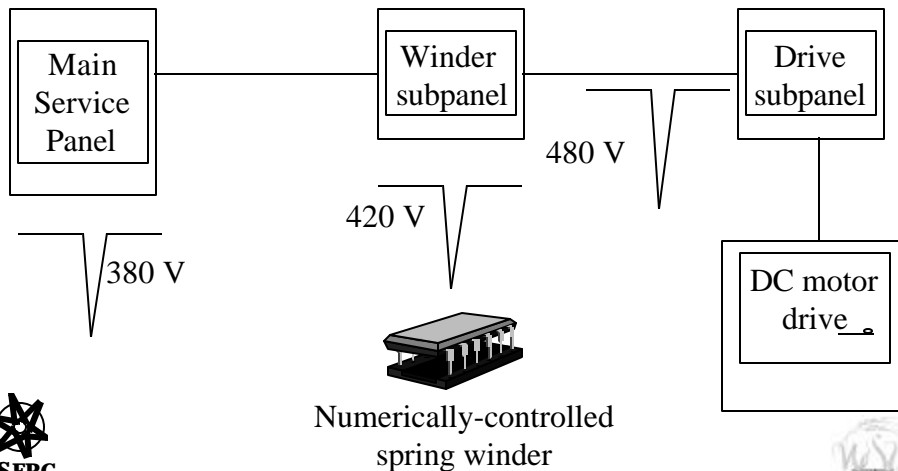 Main
Service
Panel
Winder
subpanel
Drive
subpanel
480 V
420 V
380 V
DC motor
drive
Numerically-controlled
spring winder